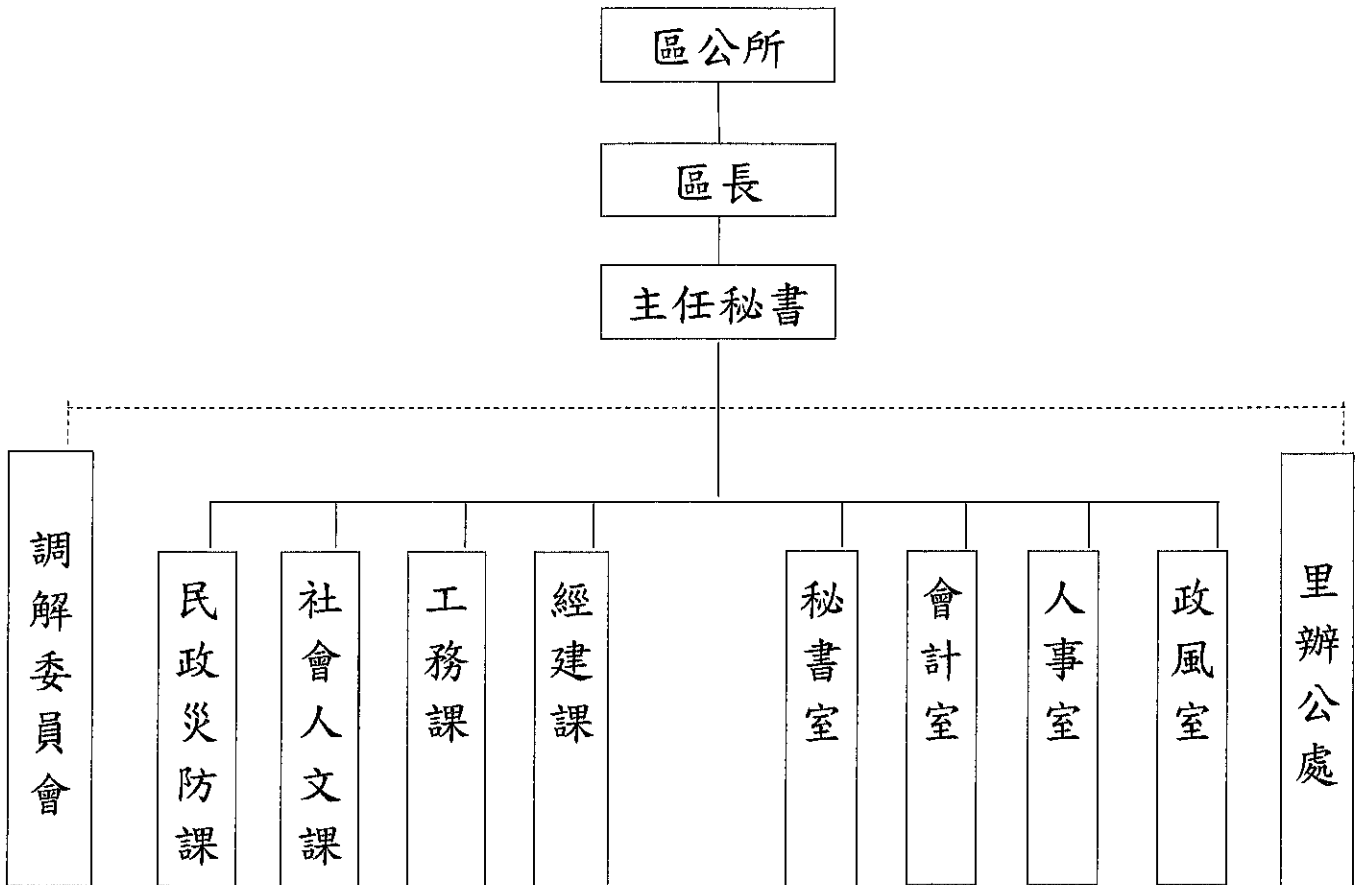 區公所
區長
主任秘書
調解委員會
民政災防課
社會人文課
工務課
經建課
秘書室
會計室
人事室
政風室
里辦公處